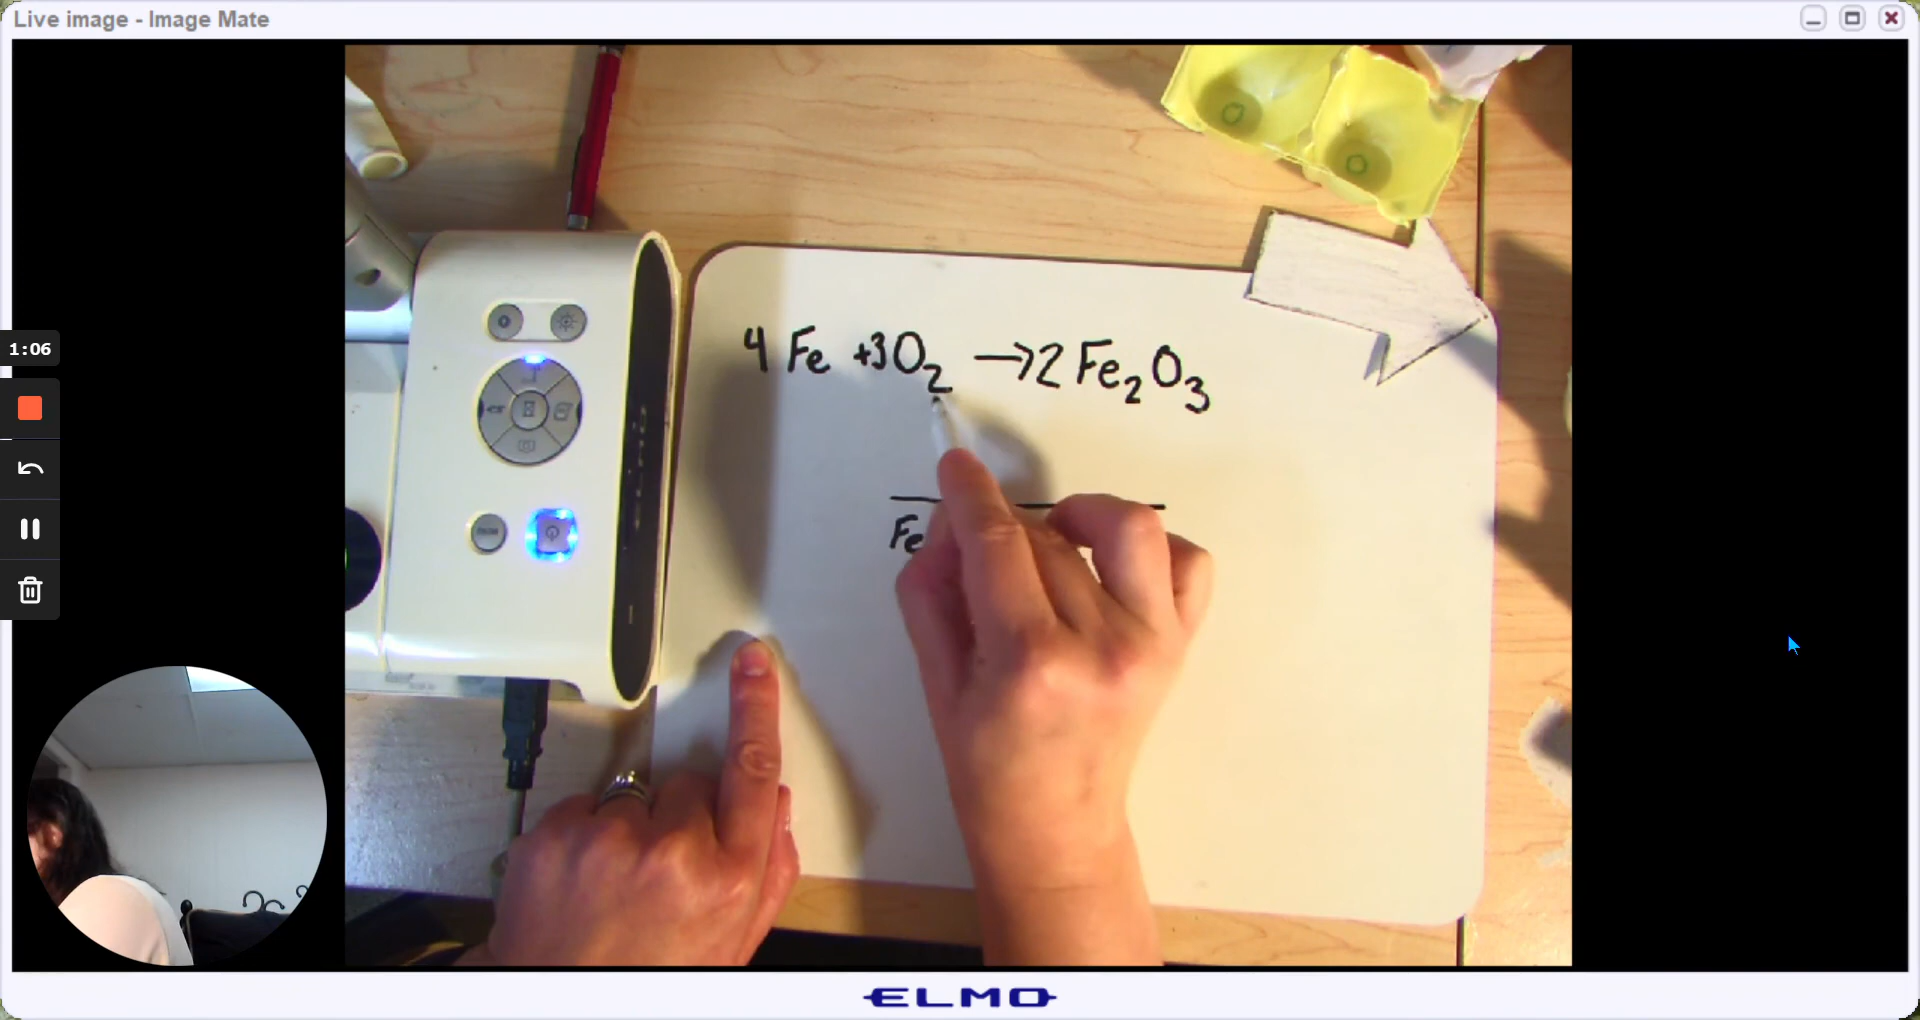 Live image - Image Mate
1:06
4 Fe +3O₂ → 2 Fe₂O₃
Fe
ELMO